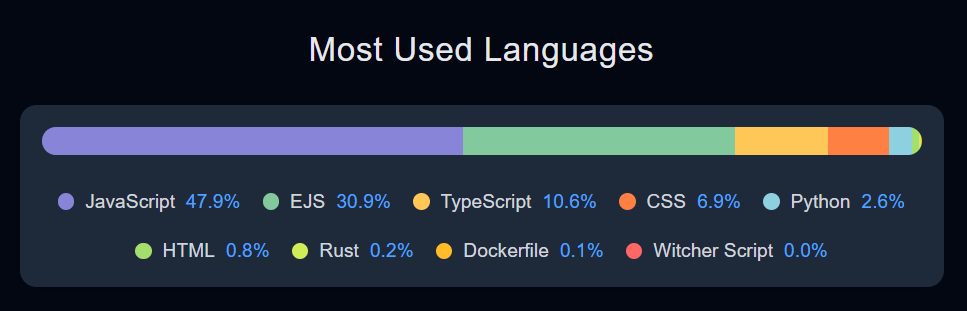 Most Used Languages
JavaScript 47.9% EJS 30.9% TypeScript 10.6% CSS 6.9% Python 2.6%
HTML 0.8% Rust 0.2% Dockerfile 0.1% Witcher Script 0.0%